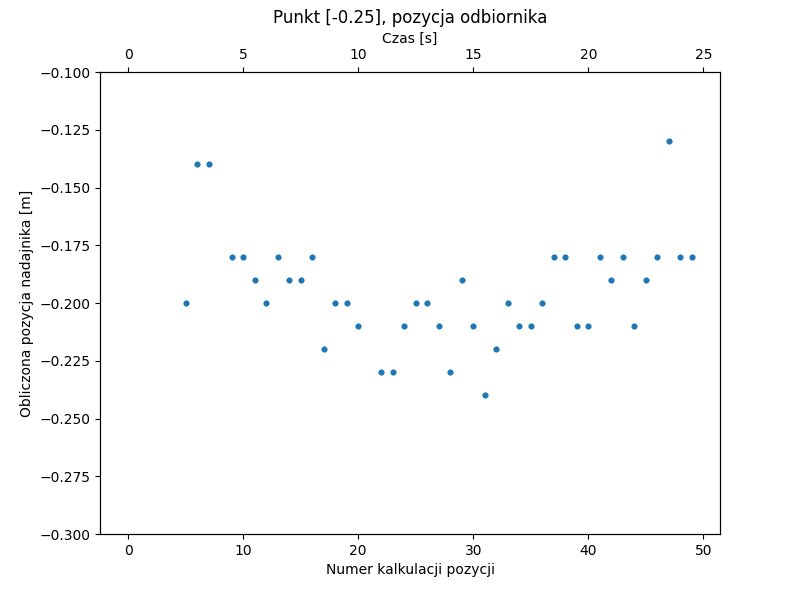 Punkt [-0.25], pozycja odbiornika
Czas [s]
0 5 10 15 20 25
−0.100
−0.125
−0.150
−0.175
−0.200
−0.225
−0.250
−0.275
−0.300
Obliczona pozycja nadajnika [m]
0 10 20 30 40 50
Numer kalkulacji pozycji